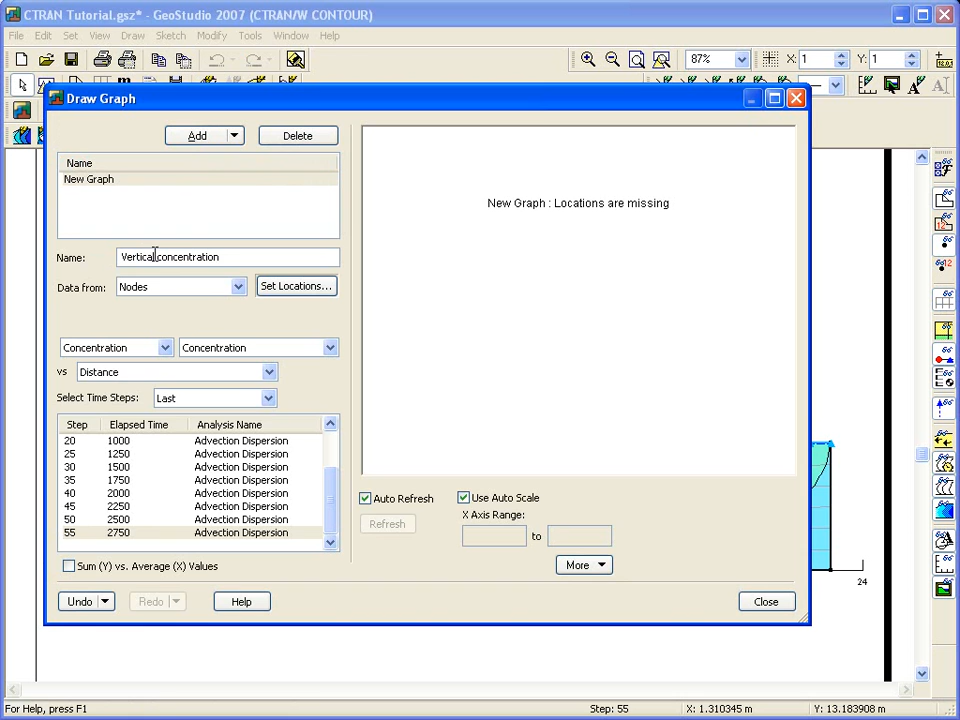 CTRAN Tutorial.gsz* - GeoStudio 2007 (CTRAN/W CONTOUR)
File Edit Set View Draw Sketch Modify Tools Window Help
87% X: 1 Y: 1
Draw Graph
Add Delete
Name
New Graph
Name: Vertical concentration
Data from: Nodes Set Locations...
Concentration Concentration
vs Distance
Select Time Steps: Last
Step Elapsed Time Analysis Name
20 1000 Advection Dispersion
25 1250 Advection Dispersion
30 1500 Advection Dispersion
35 1750 Advection Dispersion
40 2000 Advection Dispersion
45 2250 Advection Dispersion
50 2500 Advection Dispersion
55 2750 Advection Dispersion
Sum (Y) vs. Average (X) Values
New Graph : Locations are missing
Auto Refresh Use Auto Scale
Refresh
X Axis Range:
to
More
Undo Redo Help Close
24
For Help, press F1 Step: 55 X: 1.310345 m Y: 13.183908 m